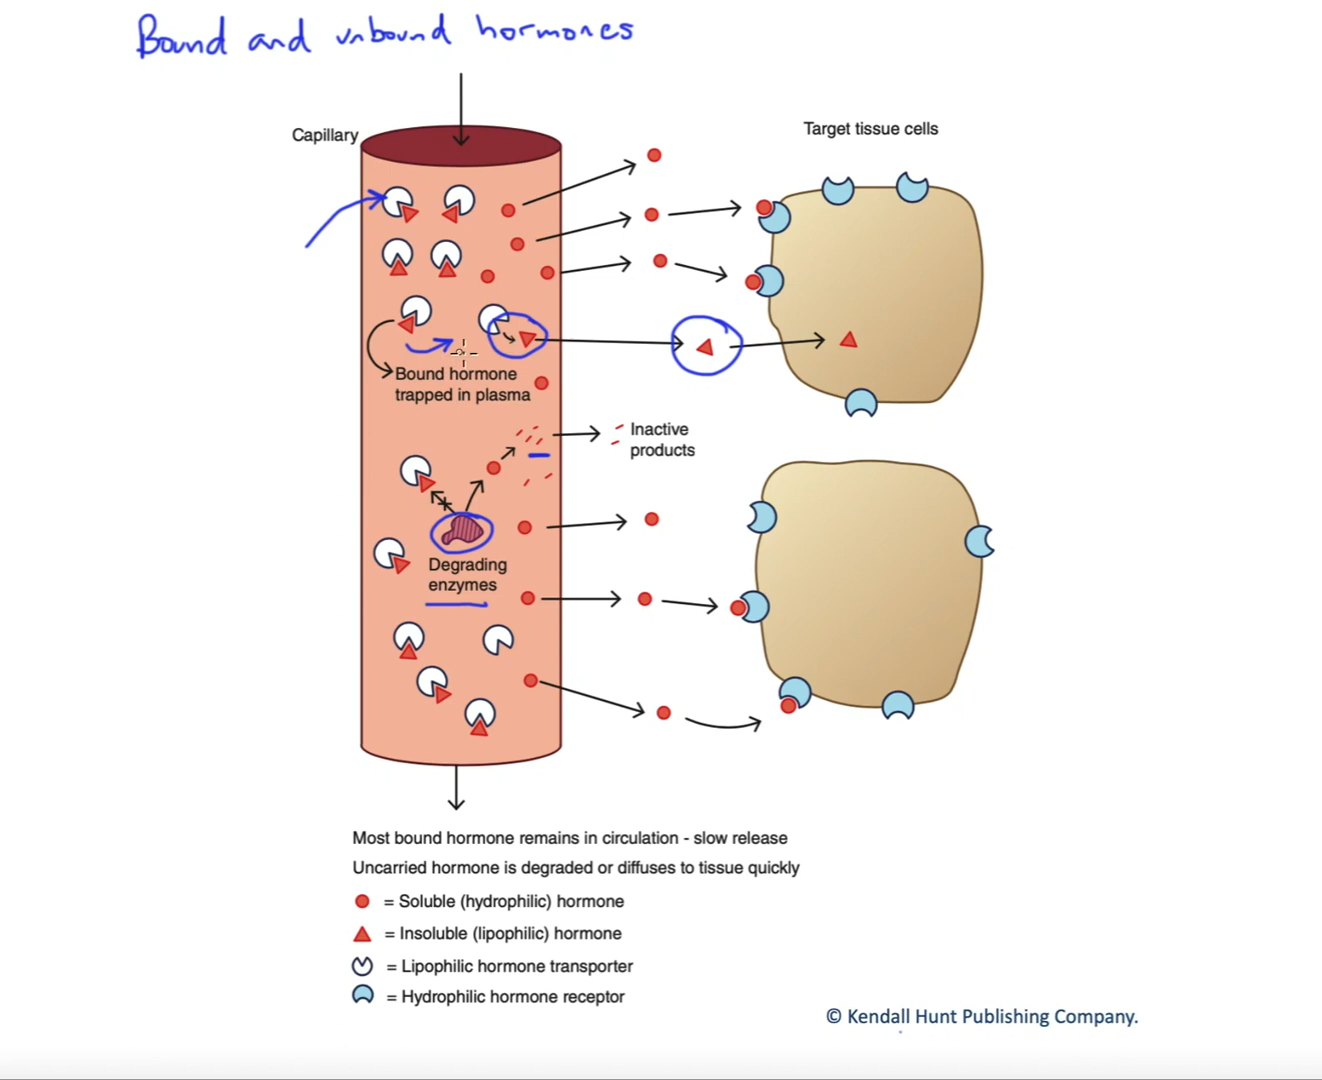 Bound and unbound hormones
Capillary
Target tissue cells
Bound hormone
trapped in plasma
Inactive
products
Degrading
enzymes
Most bound hormone remains in circulation - slow release
Uncarried hormone is degraded or diffuses to tissue quickly
= Soluble (hydrophilic) hormone
= Insoluble (lipophilic) hormone
= Lipophilic hormone transporter
= Hydrophilic hormone receptor
© Kendall Hunt Publishing Company.